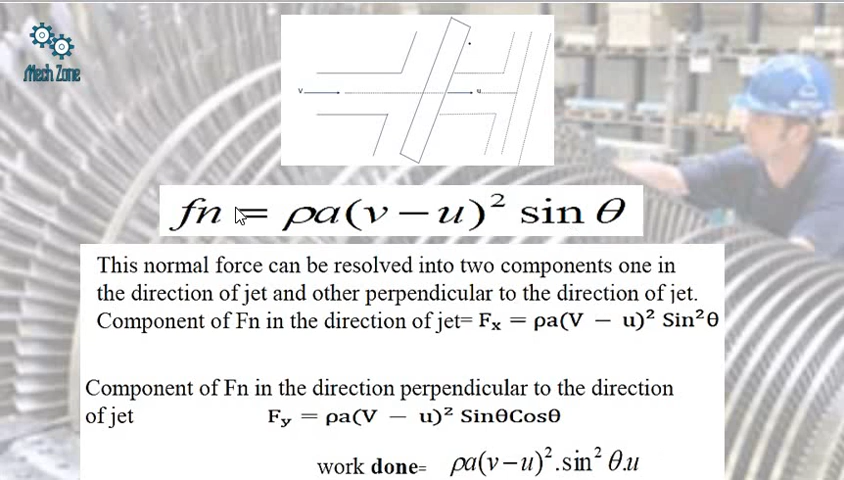 Mech Zone
v
u
fn = ρa(v − u)² sin θ
This normal force can be resolved into two components one in
the direction of jet and other perpendicular to the direction of jet.
Component of Fn in the direction of jet= Fₓ = ρa(V − u)² Sin²θ
Component of Fn in the direction perpendicular to the direction
of jet Fᵧ = ρa(V − u)² SinθCosθ
work done= ρa(v−u)².sin² θ.u